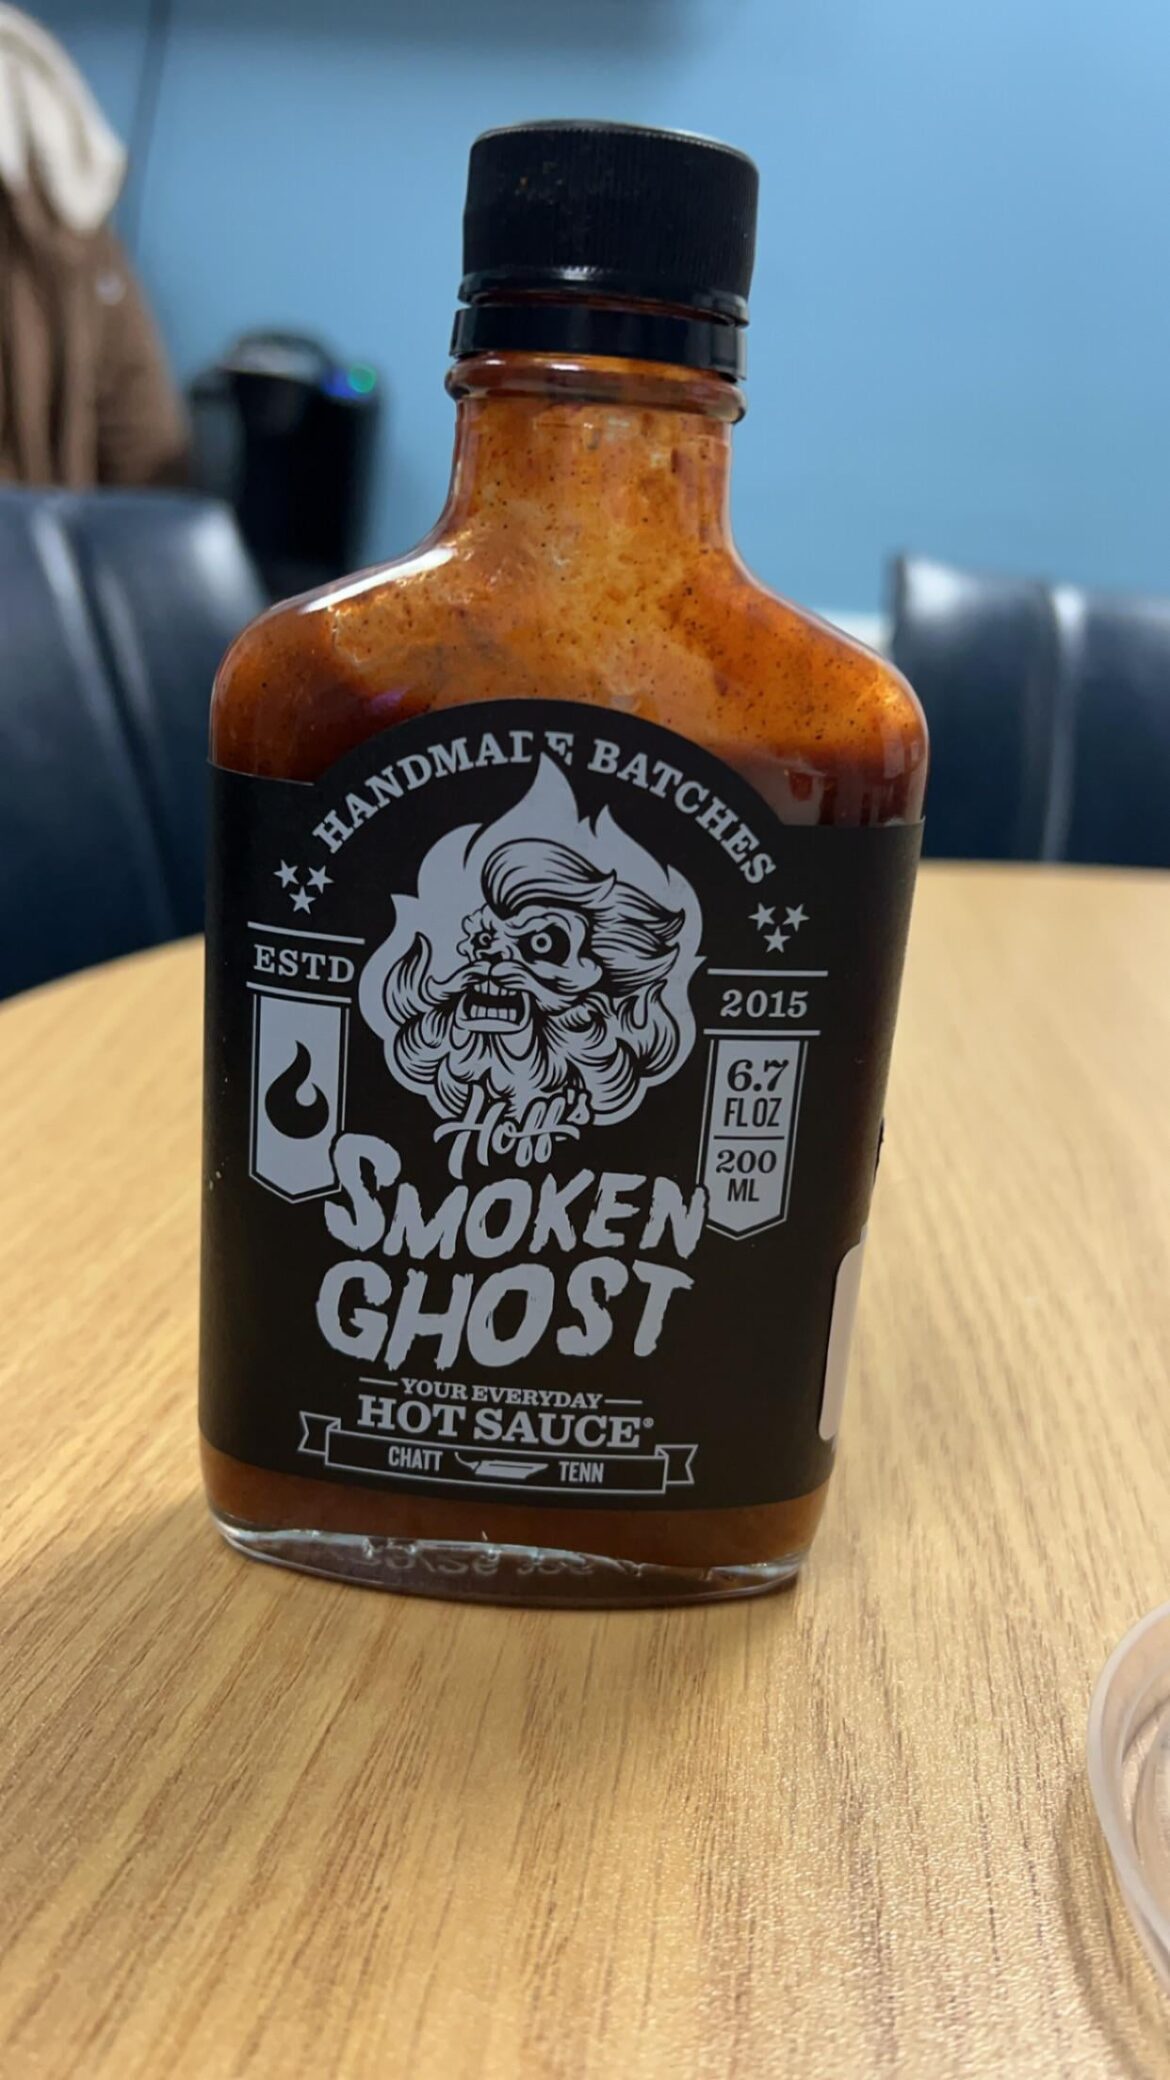 HANDMADE BATCHES
ESTD
2015
6.7
FL OZ
200
ML
Hoff's
SMOKEN
GHOST
YOUR EVERYDAY
HOT SAUCE®
CHATT TENN